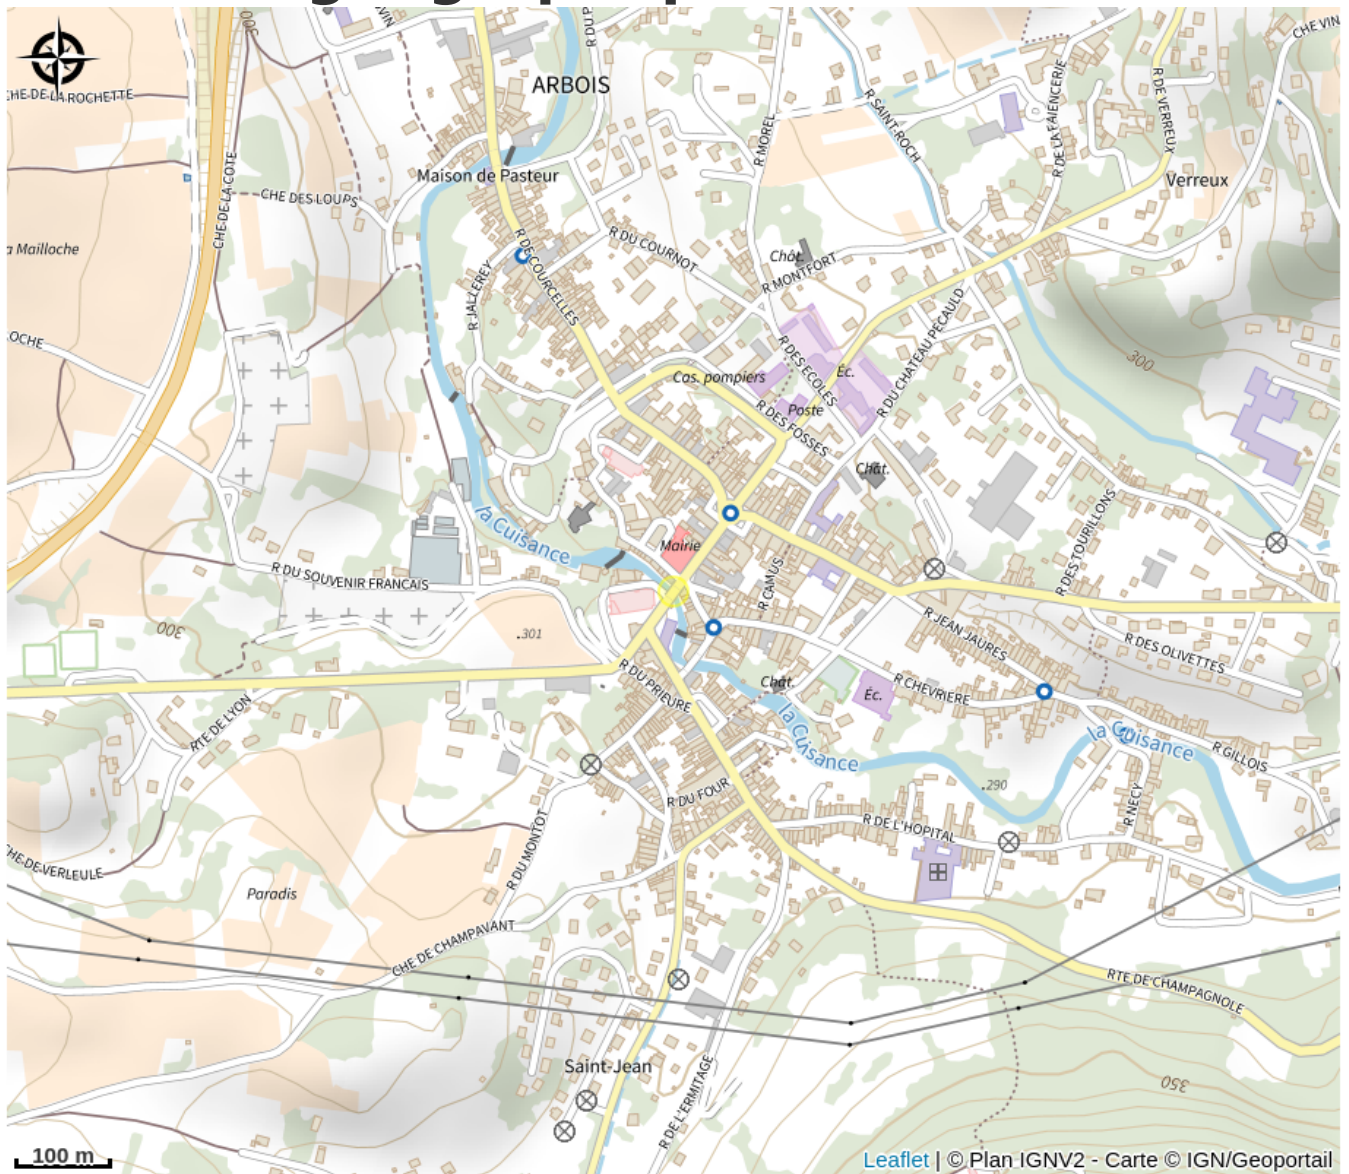 CHE VIN
ARBOIS
CHE-DE-LA-ROCHETTE
R DE LA FAIENCERIE
R DE VERREUX
R SAINT-ROCH
R MOREL
300
CHE-DE-LA-COTE
Maison de Pasteur
Verreux
CHE DES LOUPS
a Mailloche
R DU COURNOT
R DE COURCELLES
Chât.
R MONTFORT
R JALLEREY
OCHE
R DES ECOLES
R DU CHATEAU PECAULD
300
Cas. pompiers
Éc.
Poste
R DES FOSSES
Chât.
la Cuisance
Mairie
R DES TOURILLONS
R DU SOUVENIR FRANCAIS
R CAMUS
300
.301
R JEAN JAURES
R DES OLIVETTES
R DU PRIEURE
Chât.
Éc.
R CHEVRIERE
RTE DE LYON
la Cuisance
la Cuisance
R GILLOIS
.290
R DU FOUR
R NECY
R DE L'HOPITAL
R DU MONTOT
CHE-DE-VERLEULE
Paradis
CHE DE CHAMPAVANT
RTE DE CHAMPAGNOLE
Saint-Jean
R DE L'ERMITAGE
350
100 m
Leaflet | © Plan IGNV2 - Carte © IGN/Geoportail